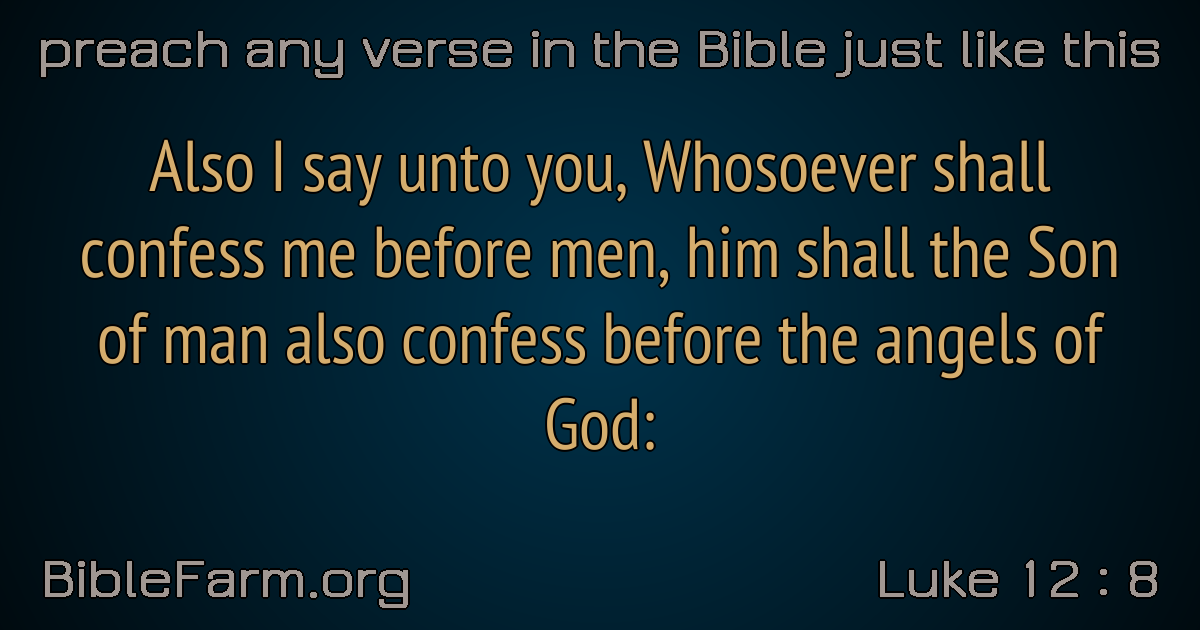 preach any verse in the Bible just like this
Also I say unto you, Whosoever shall
confess me before men, him shall the Son
of man also confess before the angels of
God:
BibleFarm.org
Luke 12 : 8